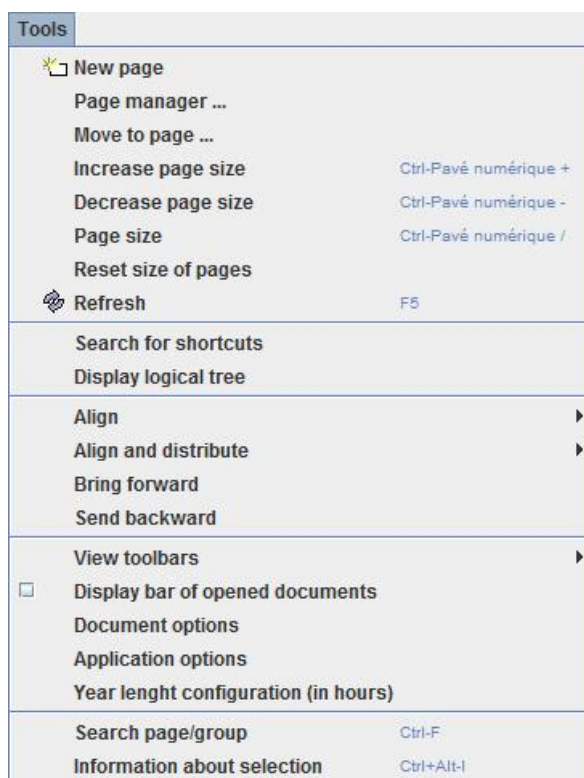 Tools
New page
Page manager ...
Move to page ...
Increase page size Ctrl-Pavé numérique +
Decrease page size Ctrl-Pavé numérique -
Page size Ctrl-Pavé numérique /
Reset size of pages
Refresh F5
Search for shortcuts
Display logical tree
Align
Align and distribute
Bring forward
Send backward
View toolbars
Display bar of opened documents
Document options
Application options
Year lenght configuration (in hours)
Search page/group Ctrl-F
Information about selection Ctrl+Alt-I